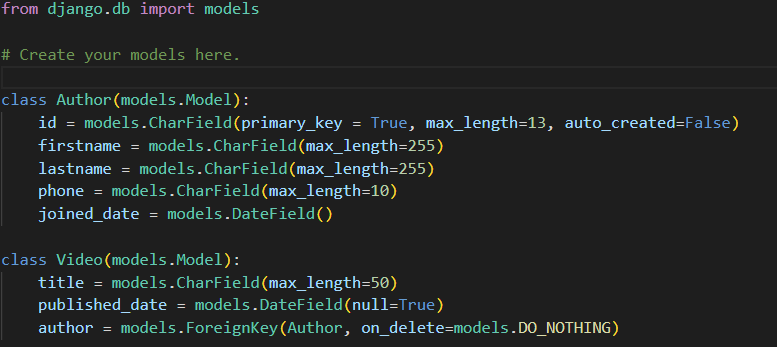 from django.db import models
# Create your models here.
class Author(models.Model):
    id = models.CharField(primary_key = True, max_length=13, auto_created=False)
    firstname = models.CharField(max_length=255)
    lastname = models.CharField(max_length=255)
    phone = models.CharField(max_length=10)
    joined_date = models.DateField()
class Video(models.Model):
    title = models.CharField(max_length=50)
    published_date = models.DateField(null=True)
    author = models.ForeignKey(Author, on_delete=models.DO_NOTHING)